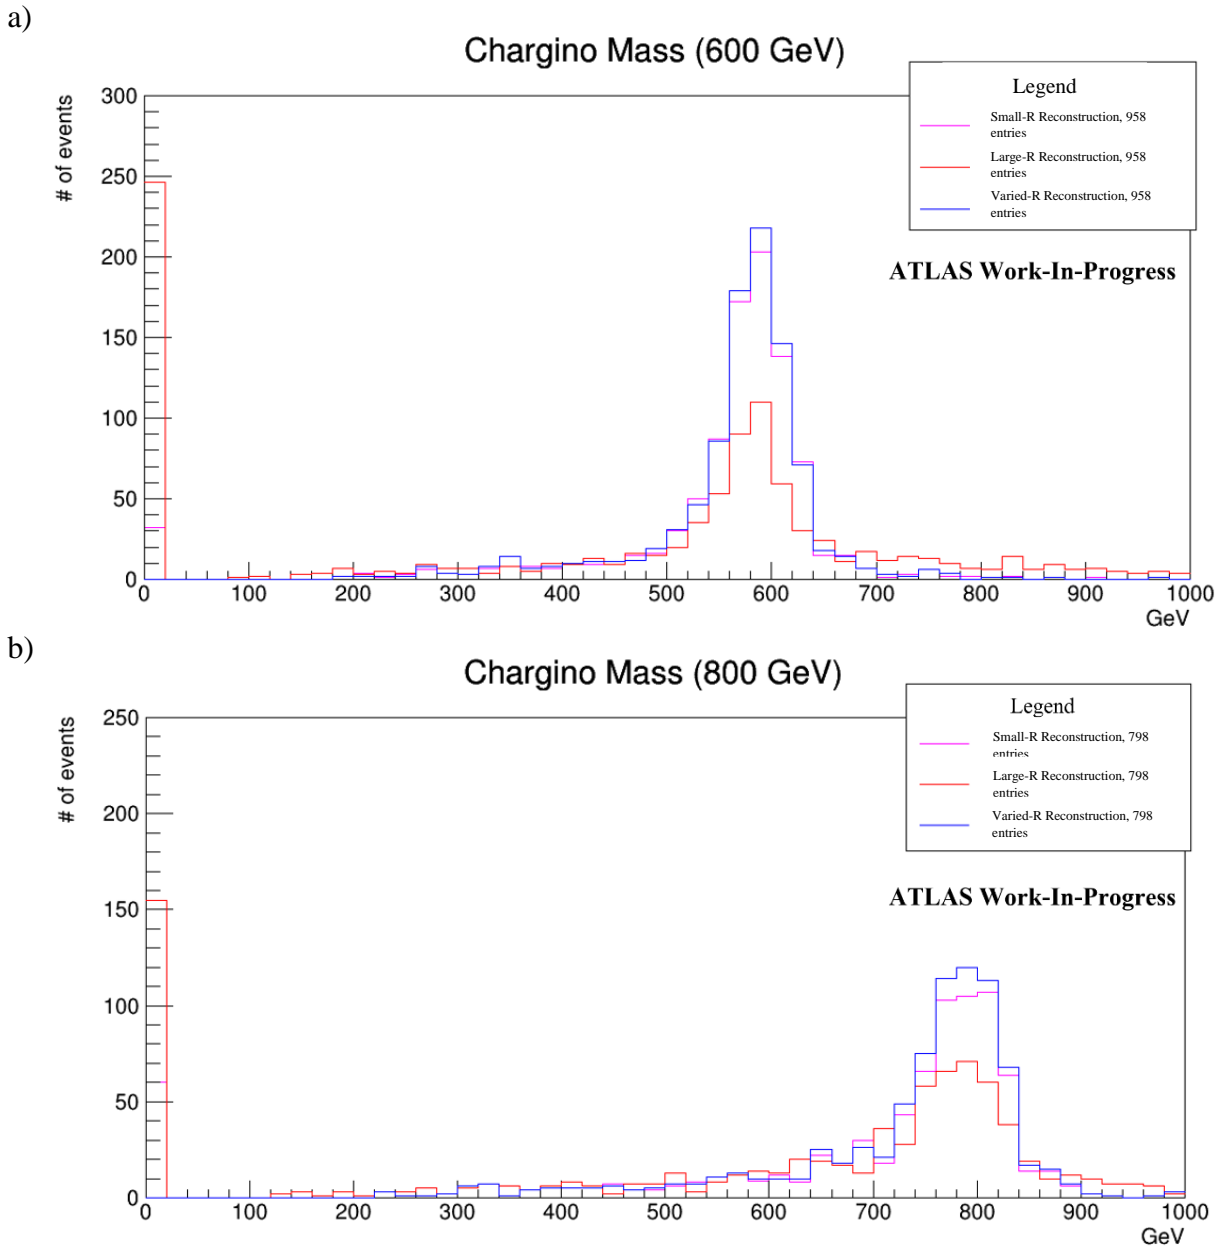 a)
Chargino Mass (600 GeV)
Legend
Small-R Reconstruction, 958
entries
Large-R Reconstruction, 958
entries
Varied-R Reconstruction, 958
entries
ATLAS Work-In-Progress
# of events
300
250
200
150
100
50
0
0 100 200 300 400 500 600 700 800 900 1000
GeV
b)
Chargino Mass (800 GeV)
Legend
Small-R Reconstruction, 798
entries
Large-R Reconstruction, 798
entries
Varied-R Reconstruction, 798
entries
ATLAS Work-In-Progress
# of events
250
200
150
100
50
0
0 100 200 300 400 500 600 700 800 900 1000
GeV